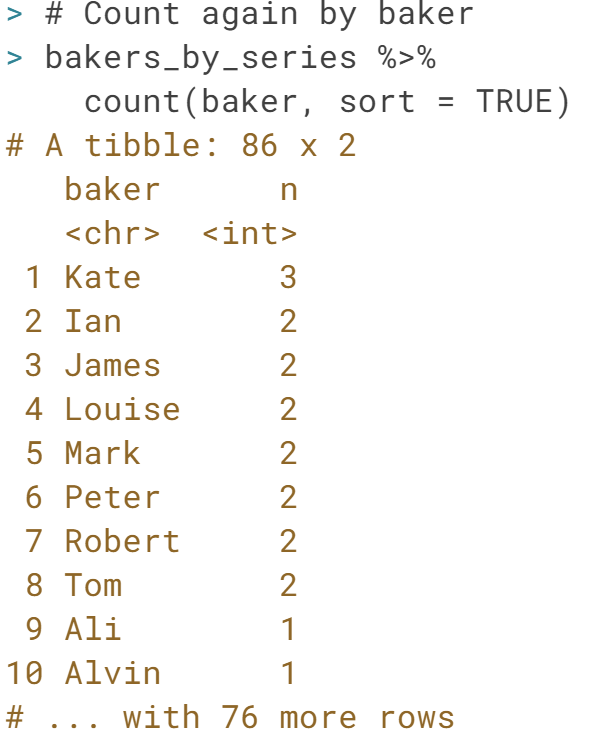 > # Count again by baker
> bakers_by_series %>%
    count(baker, sort = TRUE)
# A tibble: 86 x 2
   baker      n
   <chr>  <int>
 1 Kate       3
 2 Ian        2
 3 James      2
 4 Louise     2
 5 Mark       2
 6 Peter      2
 7 Robert     2
 8 Tom        2
 9 Ali        1
10 Alvin      1
# ... with 76 more rows